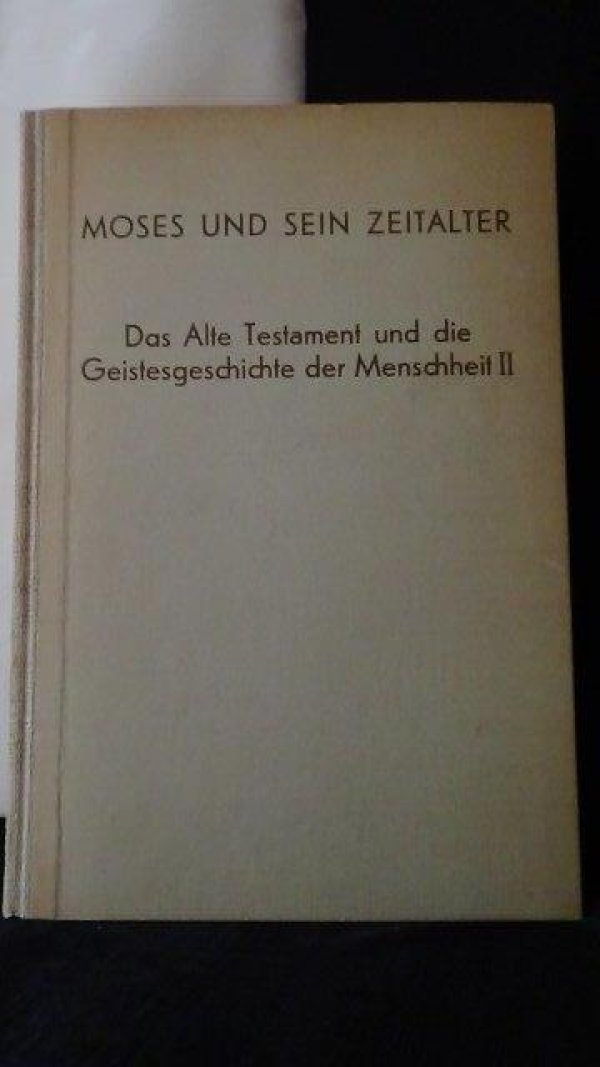 MOSES UND SEIN ZEITALTER
Das Alte Testament und die
Geistesgeschichte der Menschheit II